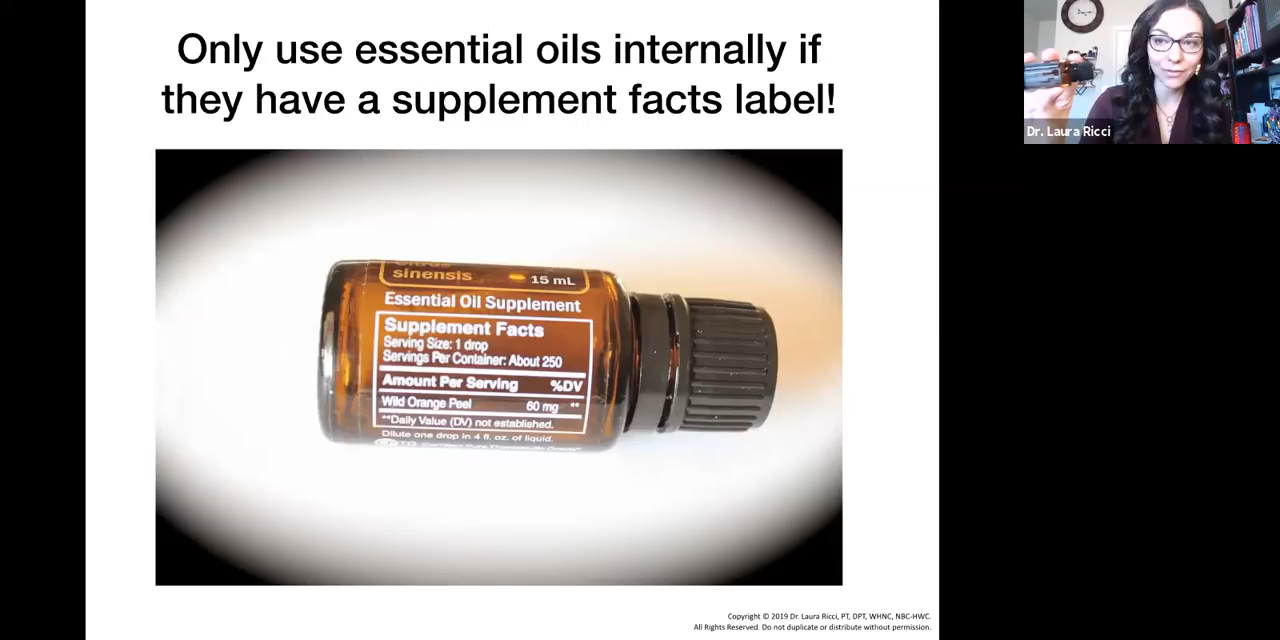 Only use essential oils internally if
they have a supplement facts label!
sinensis 15 mL
Essential Oil Supplement
Supplement Facts
Serving Size: 1 drop
Servings Per Container: About 250
Amount Per Serving %DV
Wild Orange Peel 60 mg **
**Daily Value (DV) not established.
Dilute one drop in 4 fl. oz. of liquid.
Dr. Laura Ricci
Copyright © 2019 Dr. Laura Ricci, PT, DPT, WHNC, NBC-HWC.
All Rights Reserved. Do not duplicate or distribute without permission.